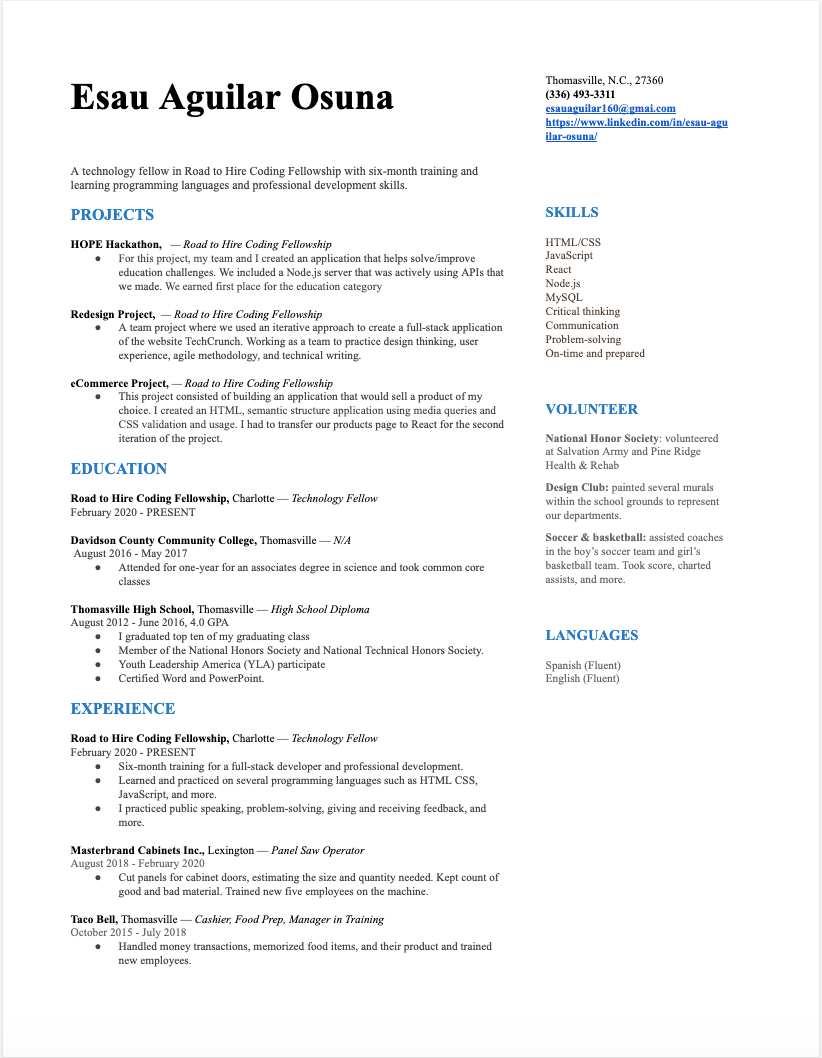 Esau Aguilar Osuna
Thomasville, N.C., 27360
(336) 493-3311
esauaguilar160@gmai.com
https://www.linkedin.com/in/esau-agu
ilar-osuna/
A technology fellow in Road to Hire Coding Fellowship with six-month training and
learning programming languages and professional development skills.
PROJECTS
HOPE Hackathon, — Road to Hire Coding Fellowship
● For this project, my team and I created an application that helps solve/improve
education challenges. We included a Node.js server that was actively using APIs that
we made. We earned first place for the education category
Redesign Project, — Road to Hire Coding Fellowship
● A team project where we used an iterative approach to create a full-stack application
of the website TechCrunch. Working as a team to practice design thinking, user
experience, agile methodology, and technical writing.
eCommerce Project, — Road to Hire Coding Fellowship
● This project consisted of building an application that would sell a product of my
choice. I created an HTML, semantic structure application using media queries and
CSS validation and usage. I had to transfer our products page to React for the second
iteration of the project.
EDUCATION
Road to Hire Coding Fellowship, Charlotte — Technology Fellow
February 2020 - PRESENT
Davidson County Community College, Thomasville — N/A
August 2016 - May 2017
● Attended for one-year for an associates degree in science and took common core
classes
Thomasville High School, Thomasville — High School Diploma
August 2012 - June 2016, 4.0 GPA
● I graduated top ten of my graduating class
● Member of the National Honors Society and National Technical Honors Society.
● Youth Leadership America (YLA) participate
● Certified Word and PowerPoint.
EXPERIENCE
Road to Hire Coding Fellowship, Charlotte — Technology Fellow
February 2020 - PRESENT
● Six-month training for a full-stack developer and professional development.
● Learned and practiced on several programming languages such as HTML CSS,
JavaScript, and more.
● I practiced public speaking, problem-solving, giving and receiving feedback, and
more.
Masterbrand Cabinets Inc., Lexington — Panel Saw Operator
August 2018 - February 2020
● Cut panels for cabinet doors, estimating the size and quantity needed. Kept count of
good and bad material. Trained new five employees on the machine.
Taco Bell, Thomasville — Cashier, Food Prep, Manager in Training
October 2015 - July 2018
● Handled money transactions, memorized food items, and their product and trained
new employees.
SKILLS
HTML/CSS
JavaScript
React
Node.js
MySQL
Critical thinking
Communication
Problem-solving
On-time and prepared
VOLUNTEER
National Honor Society: volunteered
at Salvation Army and Pine Ridge
Health & Rehab
Design Club: painted several murals
within the school grounds to represent
our departments.
Soccer & basketball: assisted coaches
in the boy's soccer team and girl's
basketball team. Took score, charted
assists, and more.
LANGUAGES
Spanish (Fluent)
English (Fluent)